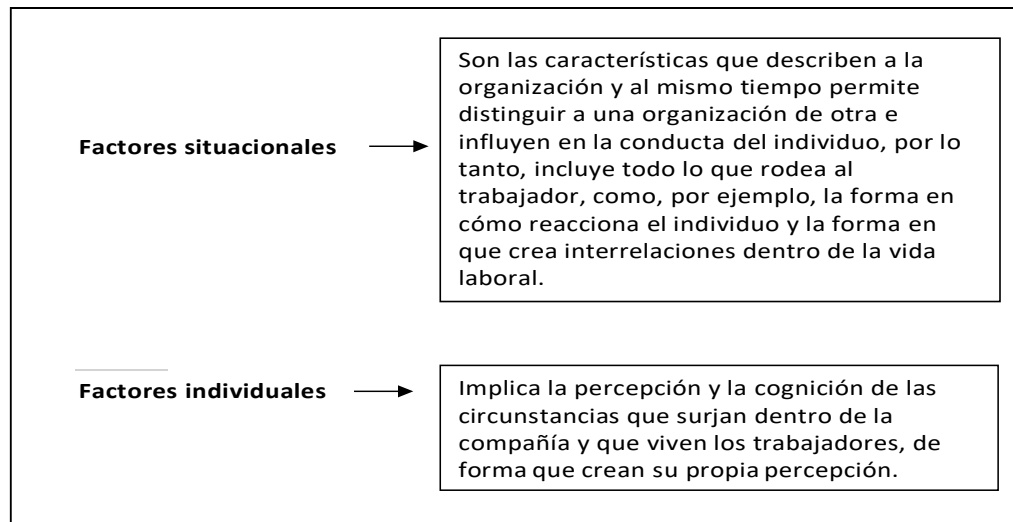 Son las características que describen a la
organización y al mismo tiempo permite
distinguir a una organización de otra e
influyen en la conducta del individuo, por lo
tanto, incluye todo lo que rodea al
trabajador, como, por ejemplo, la forma en
cómo reacciona el individuo y la forma en
que crea interrelaciones dentro de la vida
laboral.
Factores situacionales
Factores individuales
Implica la percepción y la cognición de las
circunstancias que surjan dentro de la
compañía y que viven los trabajadores, de
forma que crean su propia percepción.